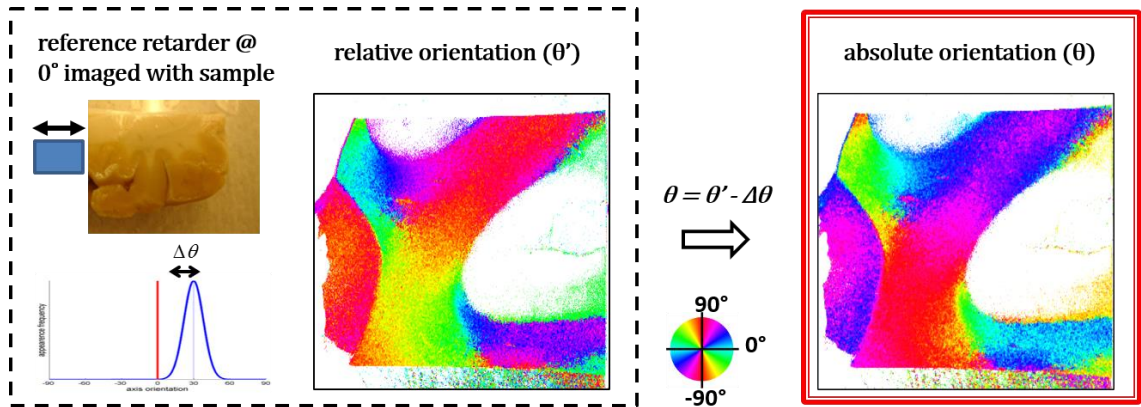 reference retarder @
0° imaged with sample
relative orientation (θ’)
absolute orientation (θ)
Δθ
appearence frequency
-90
-60
-30
0
30
60
90
axis orientation
θ = θ’ - Δθ
90°
0°
-90°